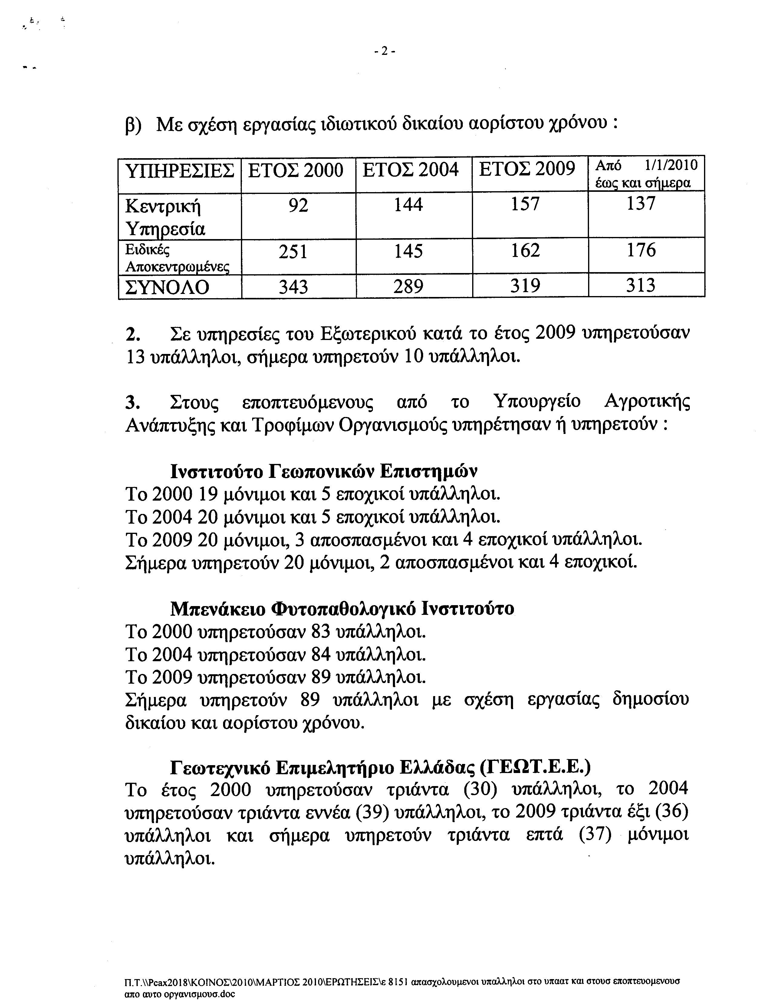 - 2 -
β) Με σχέση εργασίας ιδιωτικού δικαίου αορίστου χρόνου :
ΥΠΗΡΕΣΙΕΣ ΕΤΟΣ 2000 ΕΤΟΣ 2004 ΕΤΟΣ 2009 Από 1/1/2010
έως και σήμερα
Κεντρική 92 144 157 137
Υπηρεσία
Ειδικές 251 145 162 176
Αποκεντρωμένες
ΣΥΝΟΛΟ 343 289 319 313
2. Σε υπηρεσίες του Εξωτερικού κατά το έτος 2009 υπηρετούσαν
13 υπάλληλοι, σήμερα υπηρετούν 10 υπάλληλοι.
3. Στους εποπτευόμενους από το Υπουργείο Αγροτικής
Ανάπτυξης και Τροφίμων Οργανισμούς υπηρέτησαν ή υπηρετούν :
Ινστιτούτο Γεωπονικών Επιστημών
Το 2000 19 μόνιμοι και 5 εποχικοί υπάλληλοι.
Το 2004 20 μόνιμοι και 5 εποχικοί υπάλληλοι.
Το 2009 20 μόνιμοι, 3 αποσπασμένοι και 4 εποχικοί υπάλληλοι.
Σήμερα υπηρετούν 20 μόνιμοι, 2 αποσπασμένοι και 4 εποχικοί.
Μπενάκειο Φυτοπαθολογικό Ινστιτούτο
Το 2000 υπηρετούσαν 83 υπάλληλοι.
Το 2004 υπηρετούσαν 84 υπάλληλοι.
Το 2009 υπηρετούσαν 89 υπάλληλοι.
Σήμερα υπηρετούν 89 υπάλληλοι με σχέση εργασίας δημοσίου
δικαίου και αορίστου χρόνου.
Γεωτεχνικό Επιμελητήριο Ελλάδας (ΓΕΩΤ.Ε.Ε.)
Το έτος 2000 υπηρετούσαν τριάντα (30) υπάλληλοι, το 2004
υπηρετούσαν τριάντα εννέα (39) υπάλληλοι, το 2009 τριάντα έξι (36)
υπάλληλοι και σήμερα υπηρετούν τριάντα επτά (37) μόνιμοι
υπάλληλοι.
Π.Τ.\\Pcax2018\ΚΟΙΝΟΣ\2010\ΜΑΡΤΙΟΣ 2010\ΕΡΩΤΗΣΕΙΣ\ε 8151 απασχολουμενοι υπαλληλοι στο υπαατ και στουσ εποπτευομενουσ
απο αυτο οργανισμουσ.doc